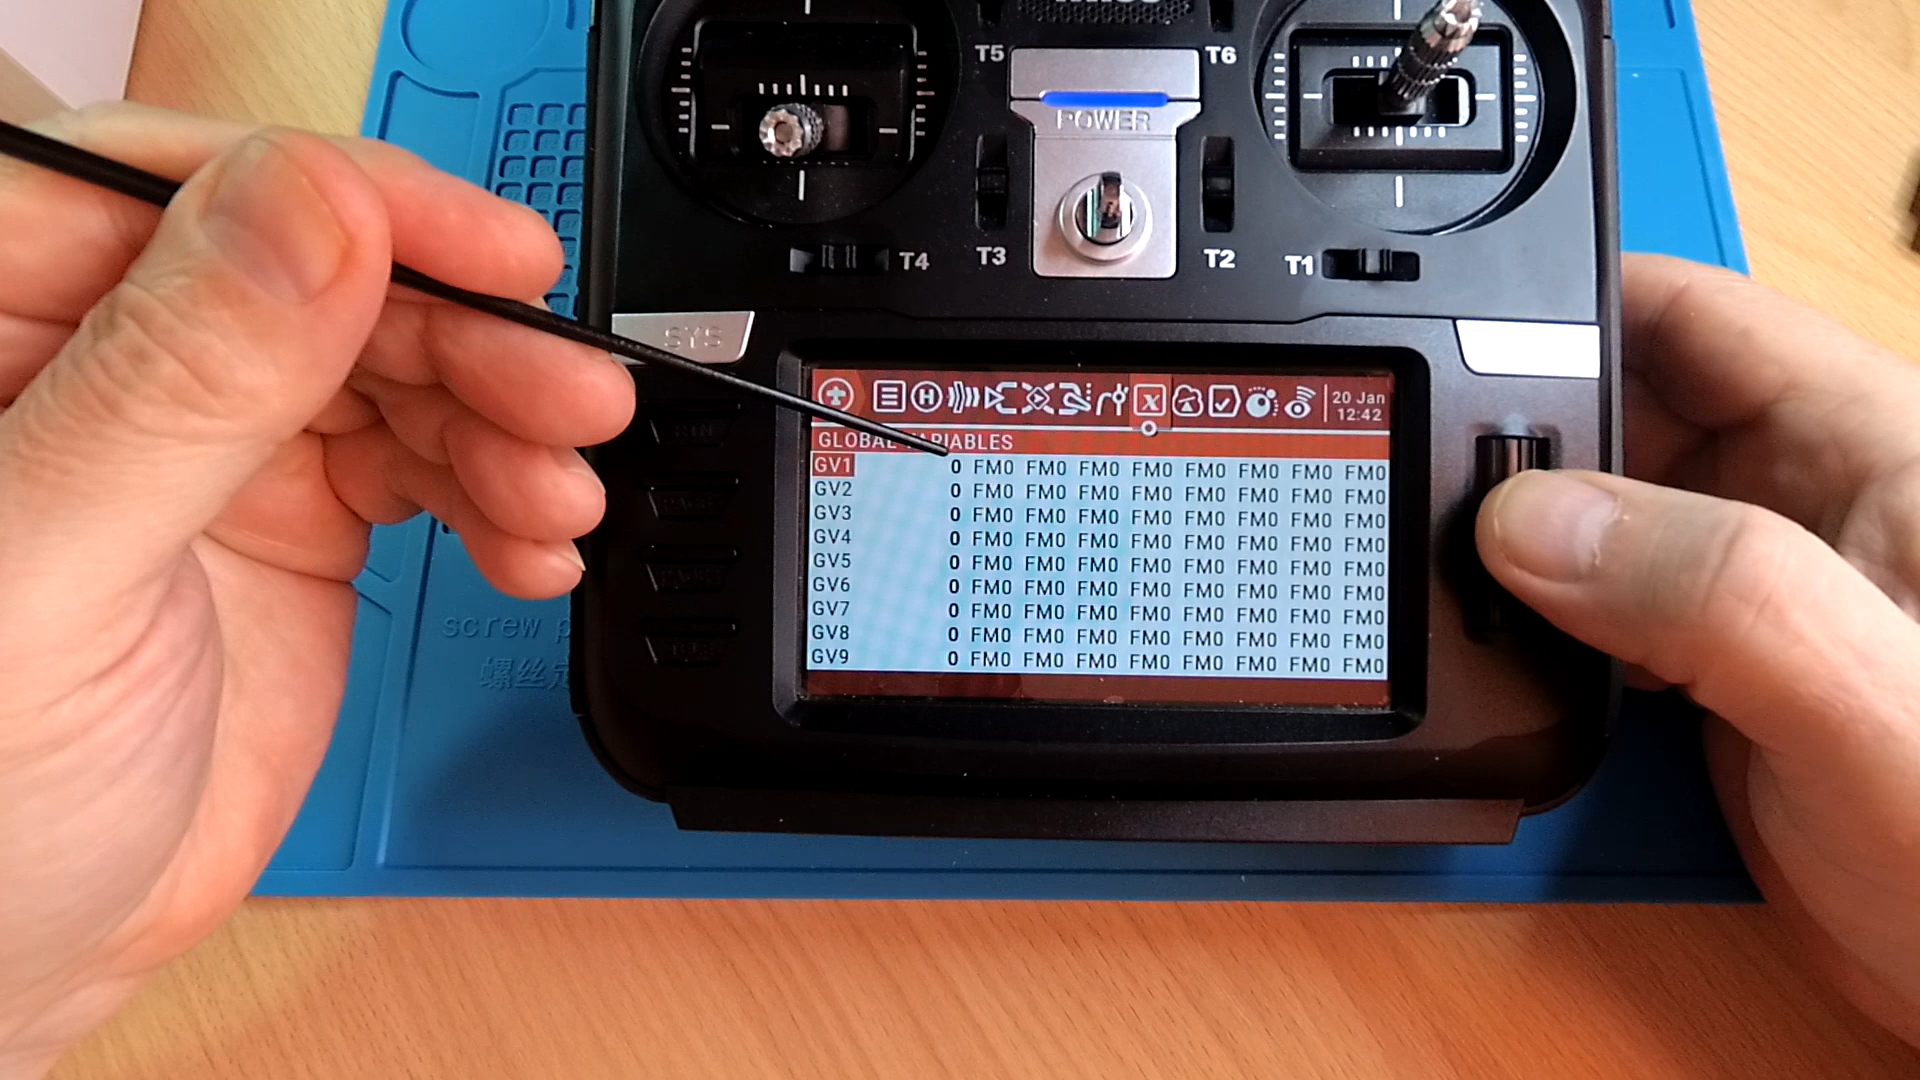 T5
T6
POWER
T4
T3
T2
T1
SYS
20 Jan
12:42
GLOBAL VARIABLES
GV1 0 FM0 FM0 FM0 FM0 FM0 FM0 FM0 FM0
GV2 0 FM0 FM0 FM0 FM0 FM0 FM0 FM0 FM0
GV3 0 FM0 FM0 FM0 FM0 FM0 FM0 FM0 FM0
GV4 0 FM0 FM0 FM0 FM0 FM0 FM0 FM0 FM0
GV5 0 FM0 FM0 FM0 FM0 FM0 FM0 FM0 FM0
GV6 0 FM0 FM0 FM0 FM0 FM0 FM0 FM0 FM0
GV7 0 FM0 FM0 FM0 FM0 FM0 FM0 FM0 FM0
GV8 0 FM0 FM0 FM0 FM0 FM0 FM0 FM0 FM0
GV9 0 FM0 FM0 FM0 FM0 FM0 FM0 FM0 FM0
screw
螺丝